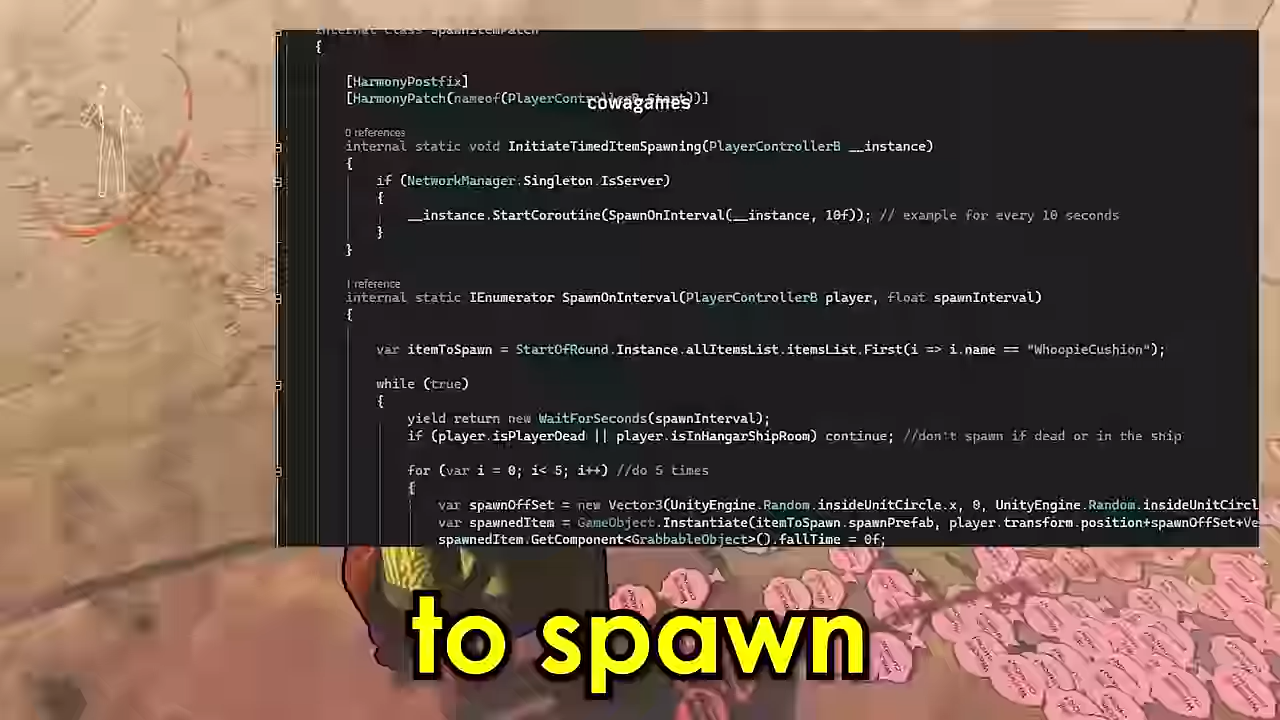 internal class SpawnItemPatch
{
[HarmonyPostfix]
[HarmonyPatch(nameof(PlayerControllerB.Start))]
cowagames
0 references
internal static void InitiateTimedItemSpawning(PlayerControllerB __instance)
{
if (NetworkManager.Singleton.IsServer)
{
__instance.StartCoroutine(SpawnOnInterval(__instance, 10f)); // example for every 10 seconds
}
}
1 reference
internal static IEnumerator SpawnOnInterval(PlayerControllerB player, float spawnInterval)
{
var itemToSpawn = StartOfRound.Instance.allItemsList.itemsList.First(i => i.name == "WhoopieCushion");
while (true)
{
yield return new WaitForSeconds(spawnInterval);
if (player.isPlayerDead || player.isInHangarShipRoom) continue; //don't spawn if dead or in the ship
for (var i = 0; i< 5; i++) //do 5 times
{
var spawnOffSet = new Vector3(UnityEngine.Random.insideUnitCircle.x, 0, UnityEngine.Random.insideUnitCircl
var spawnedItem = GameObject.Instantiate(itemToSpawn.spawnPrefab, player.transform.position+spawnOffSet+Ve
spawnedItem.GetComponent<GrabbableObject>().fallTime = 0f;
to spawn